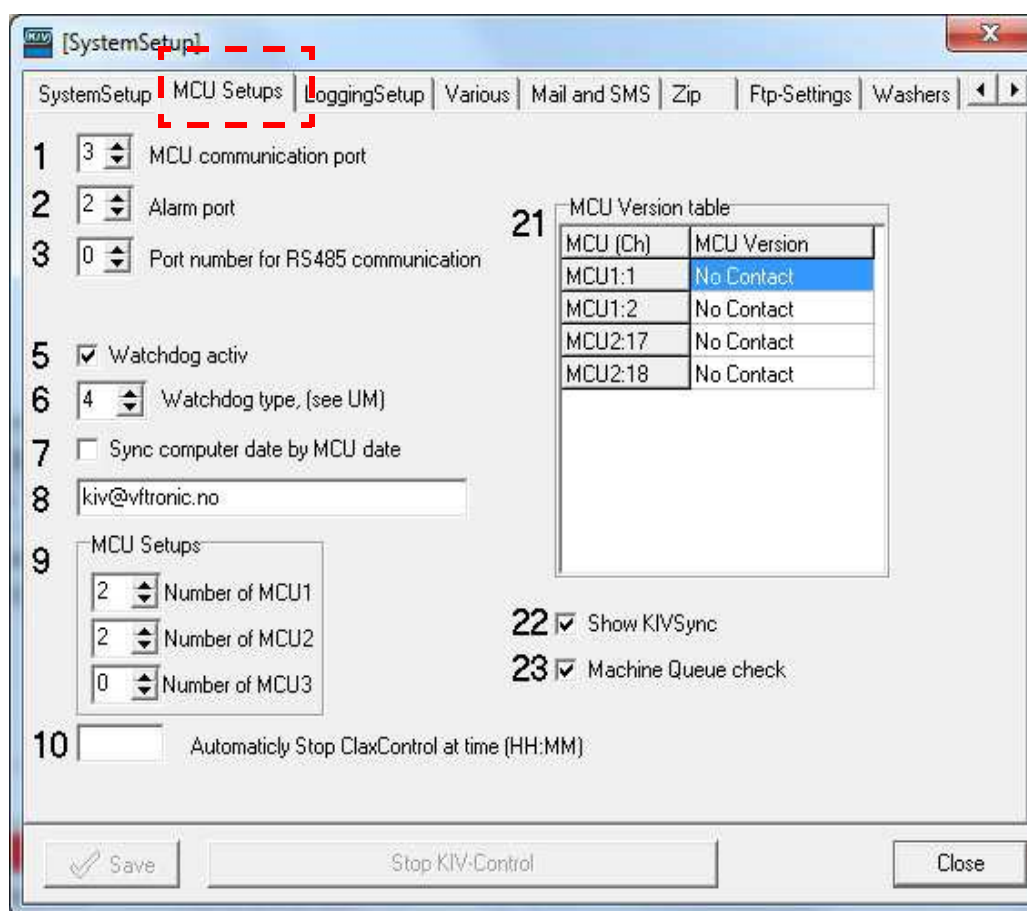 KIV [SystemSetup]
SystemSetup MCU Setups LoggingSetup Various Mail and SMS Zip Ftp-Settings Washers
1 3 MCU communication port
2 2 Alarm port
3 0 Port number for RS485 communication
5 Watchdog activ
6 4 Watchdog type, (see UM)
7 Sync computer date by MCU date
8 kiv@vftronic.no
9 MCU Setups
2 Number of MCU1
2 Number of MCU2
0 Number of MCU3
10 Automaticly Stop ClaxControl at time (HH:MM)
21 MCU Version table
MCU (Ch) MCU Version
MCU1:1 No Contact
MCU1:2 No Contact
MCU2:17 No Contact
MCU2:18 No Contact
22 Show KIVSync
23 Machine Queue check
Save Stop KIV-Control Close